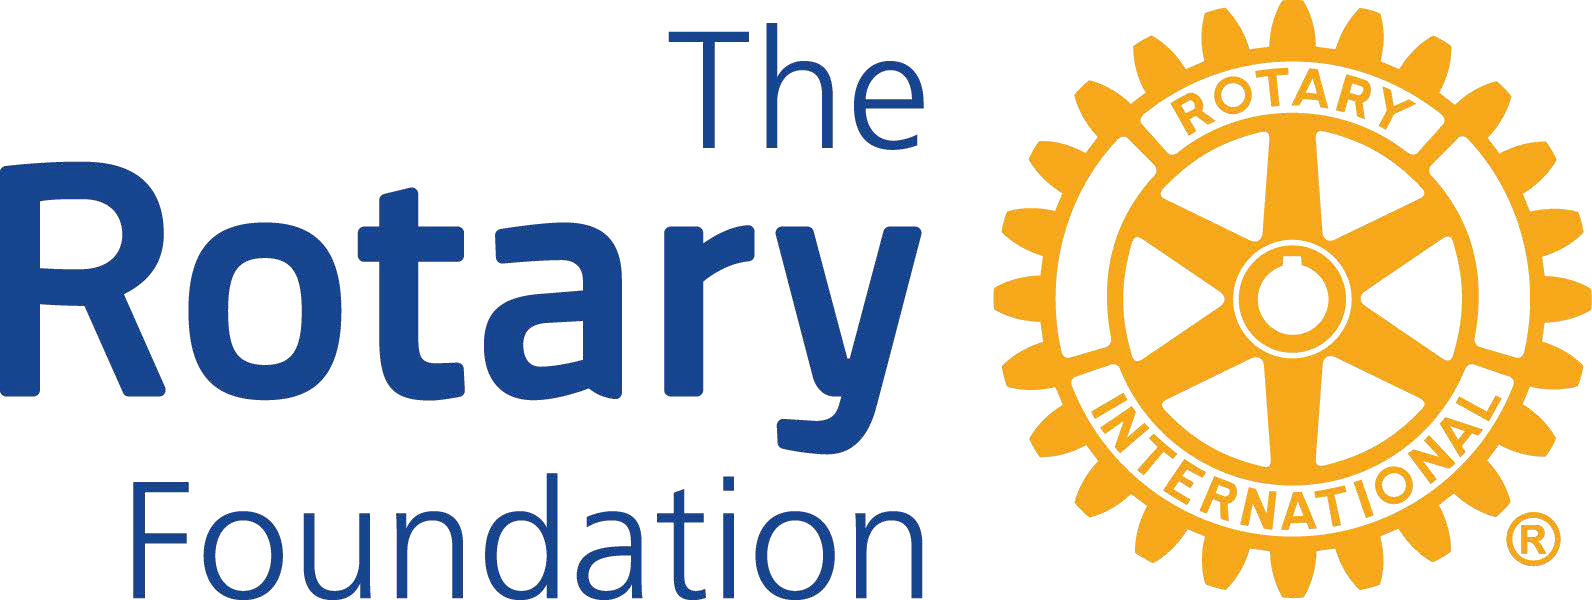 The
Rotary
Foundation
ROTARY
INTERNATIONAL
®